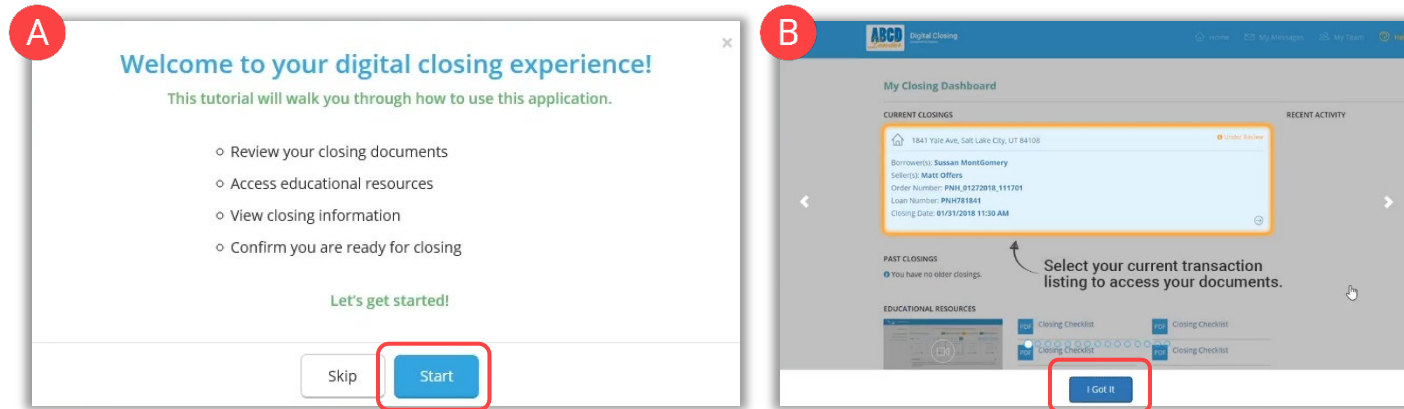 A
×
Welcome to your digital closing experience!
This tutorial will walk you through how to use this application.
Review your closing documents
Access educational resources
View closing information
Confirm you are ready for closing
Let's get started!
Skip
Start
B
ABCD
Digital Closing
Home
My Messages
My Team
My Closing Dashboard
CURRENT CLOSINGS
RECENT ACTIVITY
1841 Yale Ave, Salt Lake City, UT 84108
Under Review
Borrower(s): Sussan MontGomery
Seller(s): Matt Offers
Order Number: PNH_01272018_111701
Loan Number: PNH781841
Closing Date: 01/31/2018 11:30 AM
PAST CLOSINGS
You have no older closings.
Select your current transaction
listing to access your documents.
EDUCATIONAL RESOURCES
PDF Closing Checklist
PDF Closing Checklist
PDF Closing Checklist
PDF Closing Checklist
I Got It